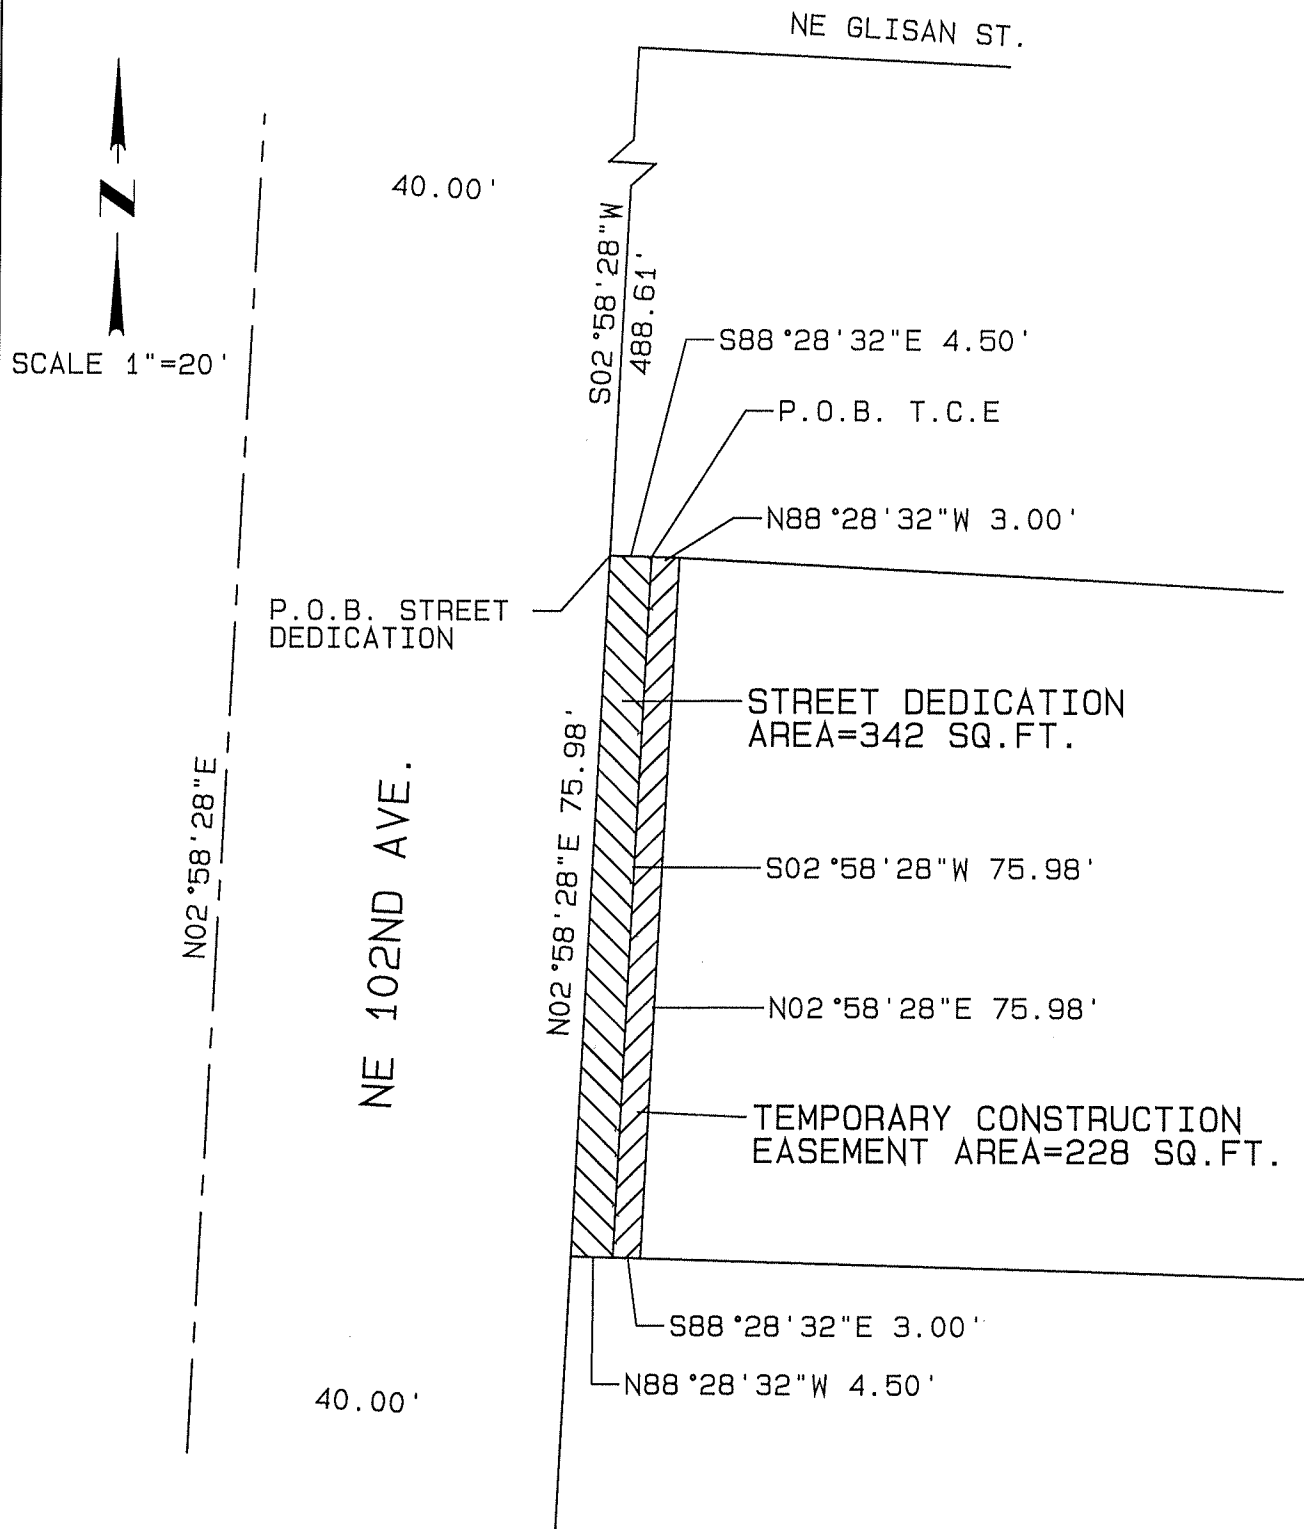 NE GLISAN ST.
40.00'
N
S02°58'28"W
488.61'
SCALE 1"=20'
S88°28'32"E 4.50'
P.O.B. T.C.E
N88°28'32"W 3.00'
P.O.B. STREET
DEDICATION
STREET DEDICATION
AREA=342 SQ.FT.
N02°58'28"E
NE 102ND AVE.
N02°58'28"E 75.98'
S02°58'28"W 75.98'
N02°58'28"E 75.98'
TEMPORARY CONSTRUCTION
EASEMENT AREA=228 SQ.FT.
S88°28'32"E 3.00'
N88°28'32"W 4.50'
40.00'